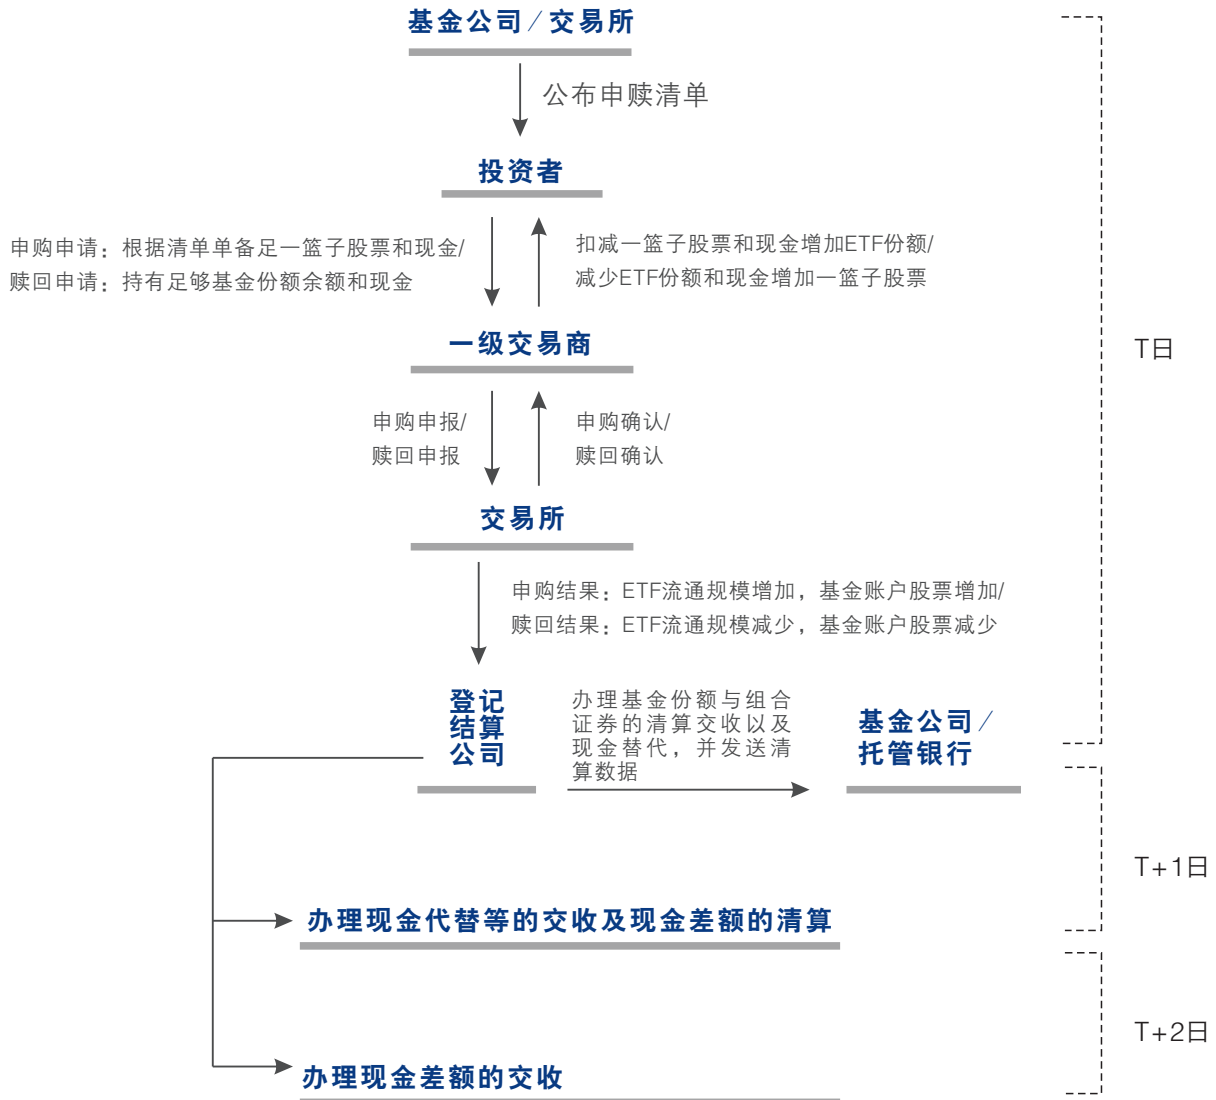 基金公司/交易所
公布申赎清单
投资者
申购申请：根据清单单备足一篮子股票和现金/
赎回申请：持有足够基金份额余额和现金
扣减一篮子股票和现金增加ETF份额/
减少ETF份额和现金增加一篮子股票
一级交易商
T日
申购申报/
赎回申报
申购确认/
赎回确认
交易所
申购结果：ETF流通规模增加，基金账户股票增加/
赎回结果：ETF流通规模减少，基金账户股票减少
登记
结算
公司
办理基金份额与组合
证券的清算交收以及
现金替代，并发送清
算数据
基金公司/
托管银行
T+1日
办理现金代替等的交收及现金差额的清算
T+2日
办理现金差额的交收